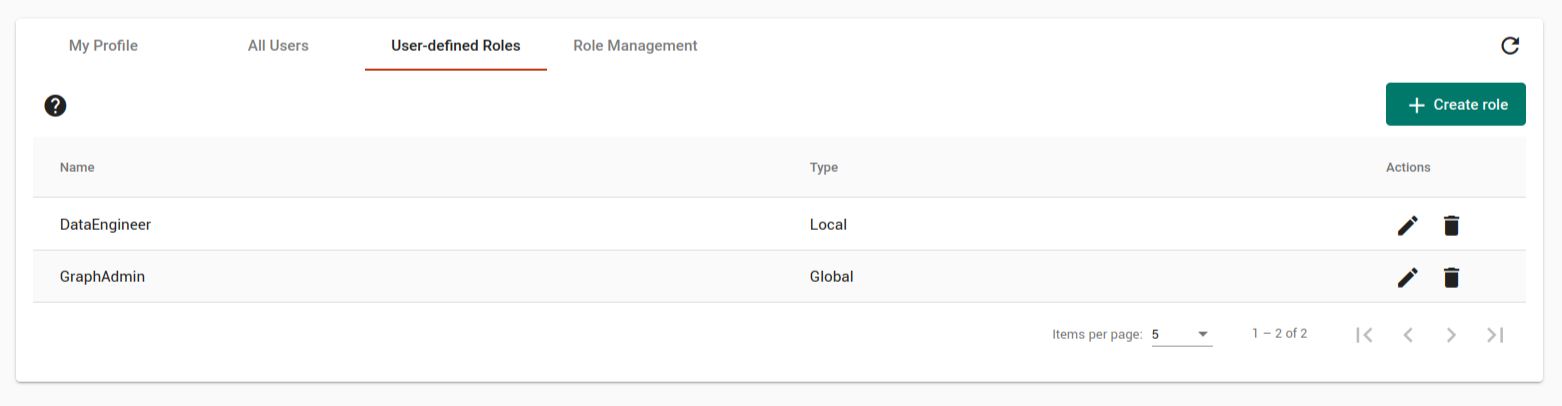 My Profile All Users User-defined Roles Role Management
? + Create role
Name Type Actions
DataEngineer Local
GraphAdmin Global
Items per page: 5 1 – 2 of 2